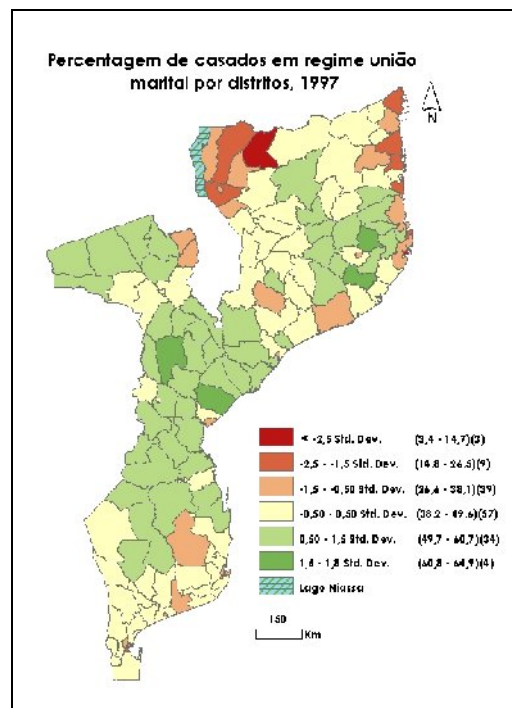 Percentagem de casados em regime união
marital por distritos, 1997
N
< -2,5 Std. Dev. (3,4 - 14,7)(3)
-2,5 - -1,5 Std. Dev. (14,8 - 26,5)(9)
-1,5 - -0,50 Std. Dev. (26,6 - 38,1)(39)
-0,50 - 0,50 Std. Dev. (38,2 - 49,6)(57)
0,50 - 1,5 Std. Dev. (49,7 - 60,7)(34)
1,5 - 1,8 Std. Dev. (60,8 - 64,9)(4)
Lago Niassa
150
Km